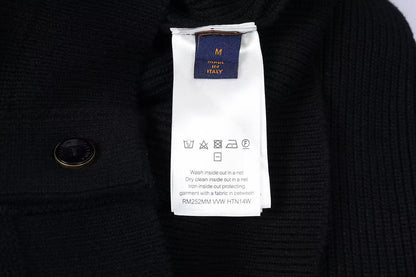 M
MADE
IN
ITALY
Wash inside out in a net
Dry clean inside out in a net
Iron inside out protecting
garment with a fabric in between
RM252MM VVW HTN14W